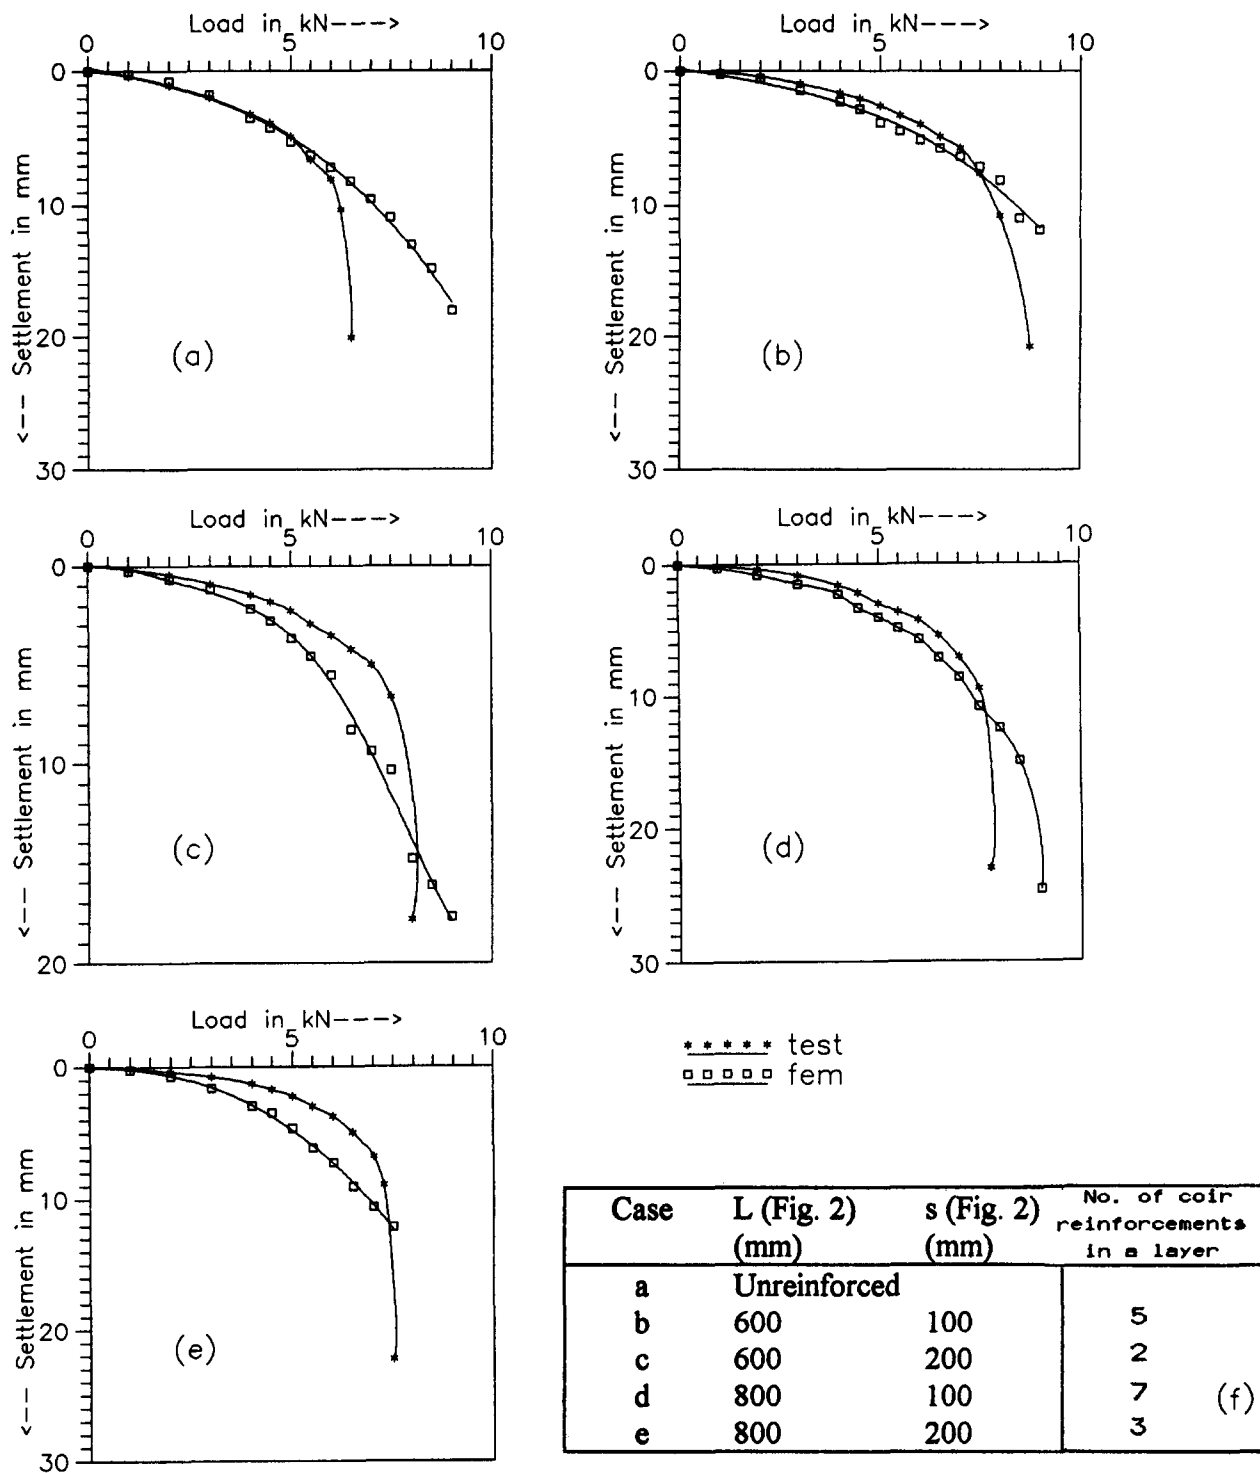 Load in kN---->
0 5 10
0
10
20
30
<--- Settlement in mm
(a)
Load in kN---->
0 5 10
0
10
20
30
<--- Settlement in mm
(b)
Load in kN---->
0 5 10
0
10
20
<--- Settlement in mm
(c)
Load in kN---->
0 5 10
0
10
20
30
<--- Settlement in mm
(d)
Load in kN---->
0 5 10
0
10
20
30
<--- Settlement in mm
(e)
test
fem
Case L (Fig. 2) (mm) s (Fig. 2) (mm) No. of coir reinforcements in a layer
a Unreinforced
b 600 100 5
c 600 200 2
d 800 100 7
e 800 200 3
(f)